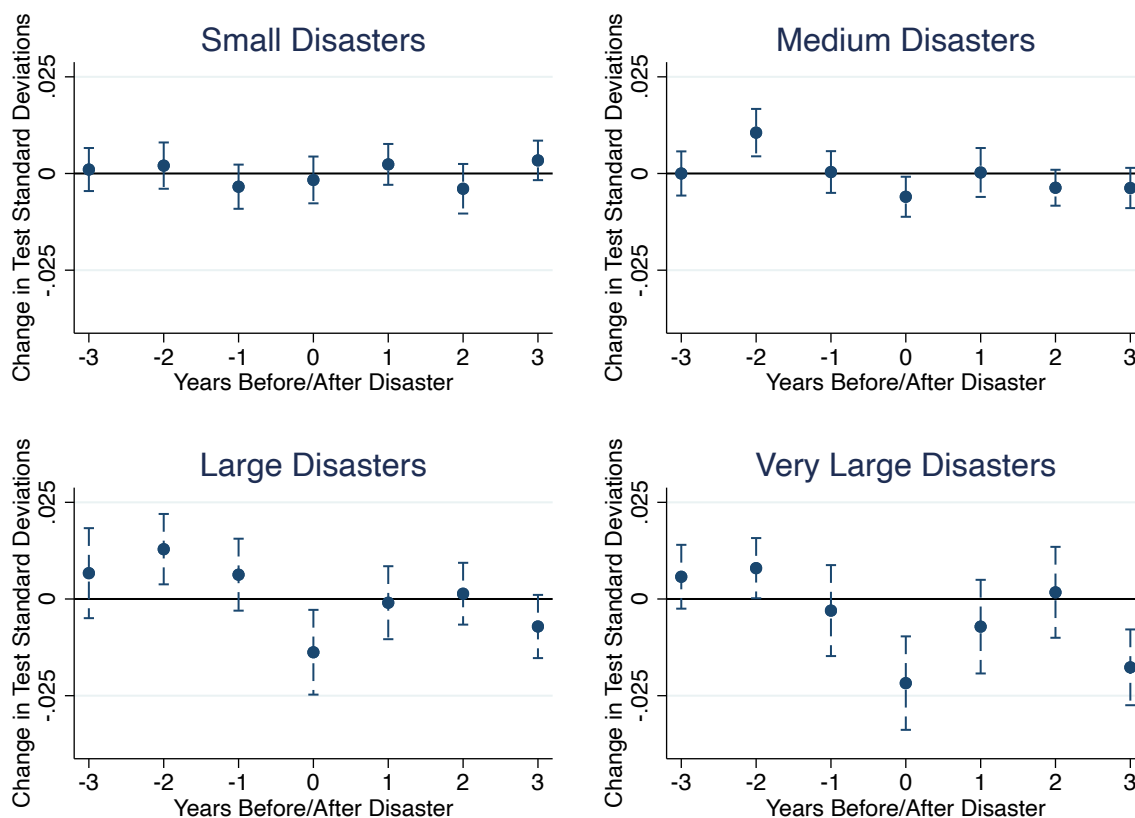 Small Disasters
Change in Test Standard Deviations
.025
0
-.025
-3 -2 -1 0 1 2 3
Years Before/After Disaster
Medium Disasters
Change in Test Standard Deviations
.025
0
-.025
-3 -2 -1 0 1 2 3
Years Before/After Disaster
Large Disasters
Change in Test Standard Deviations
.025
0
-.025
-3 -2 -1 0 1 2 3
Years Before/After Disaster
Very Large Disasters
Change in Test Standard Deviations
.025
0
-.025
-3 -2 -1 0 1 2 3
Years Before/After Disaster